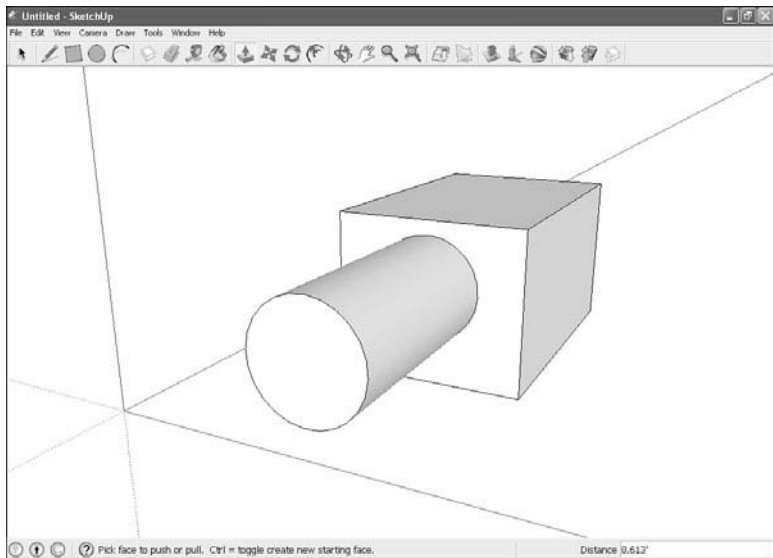 Untitled - SketchUp
File Edit View Camera Draw Tools Window Help
Pick face to push or pull. Ctrl = toggle create new starting face.
Distance 8.613'